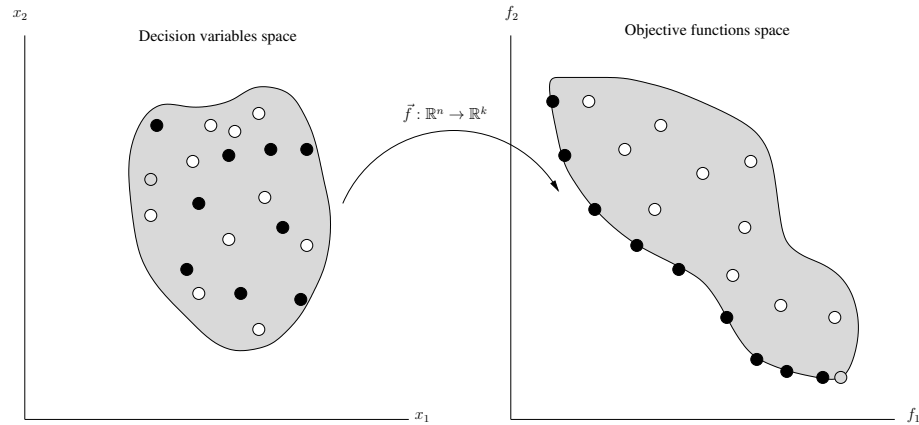 x₂
f₂
Decision variables space
Objective functions space
f⃗ : ℝⁿ → ℝᵏ
x₁
f₁